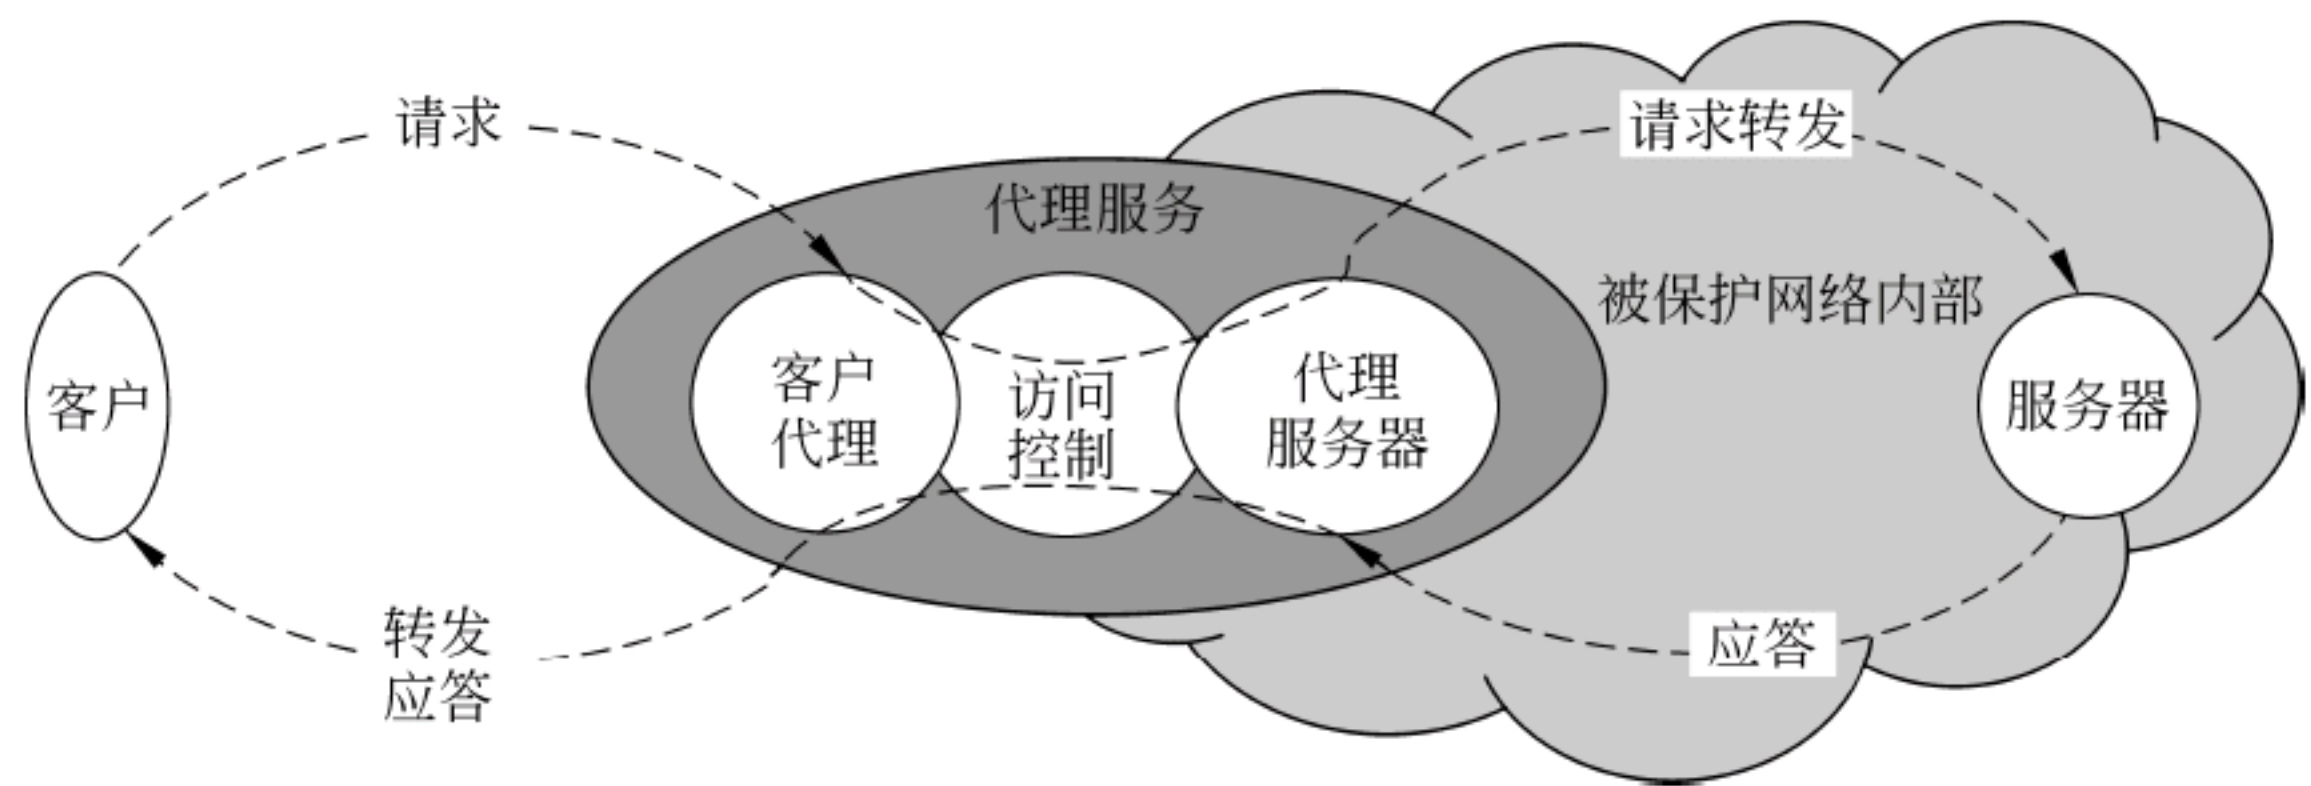 请求
请求转发
代理服务
被保护网络内部
客户
客户
代理
访问
控制
代理
服务器
服务器
转发
应答
应答